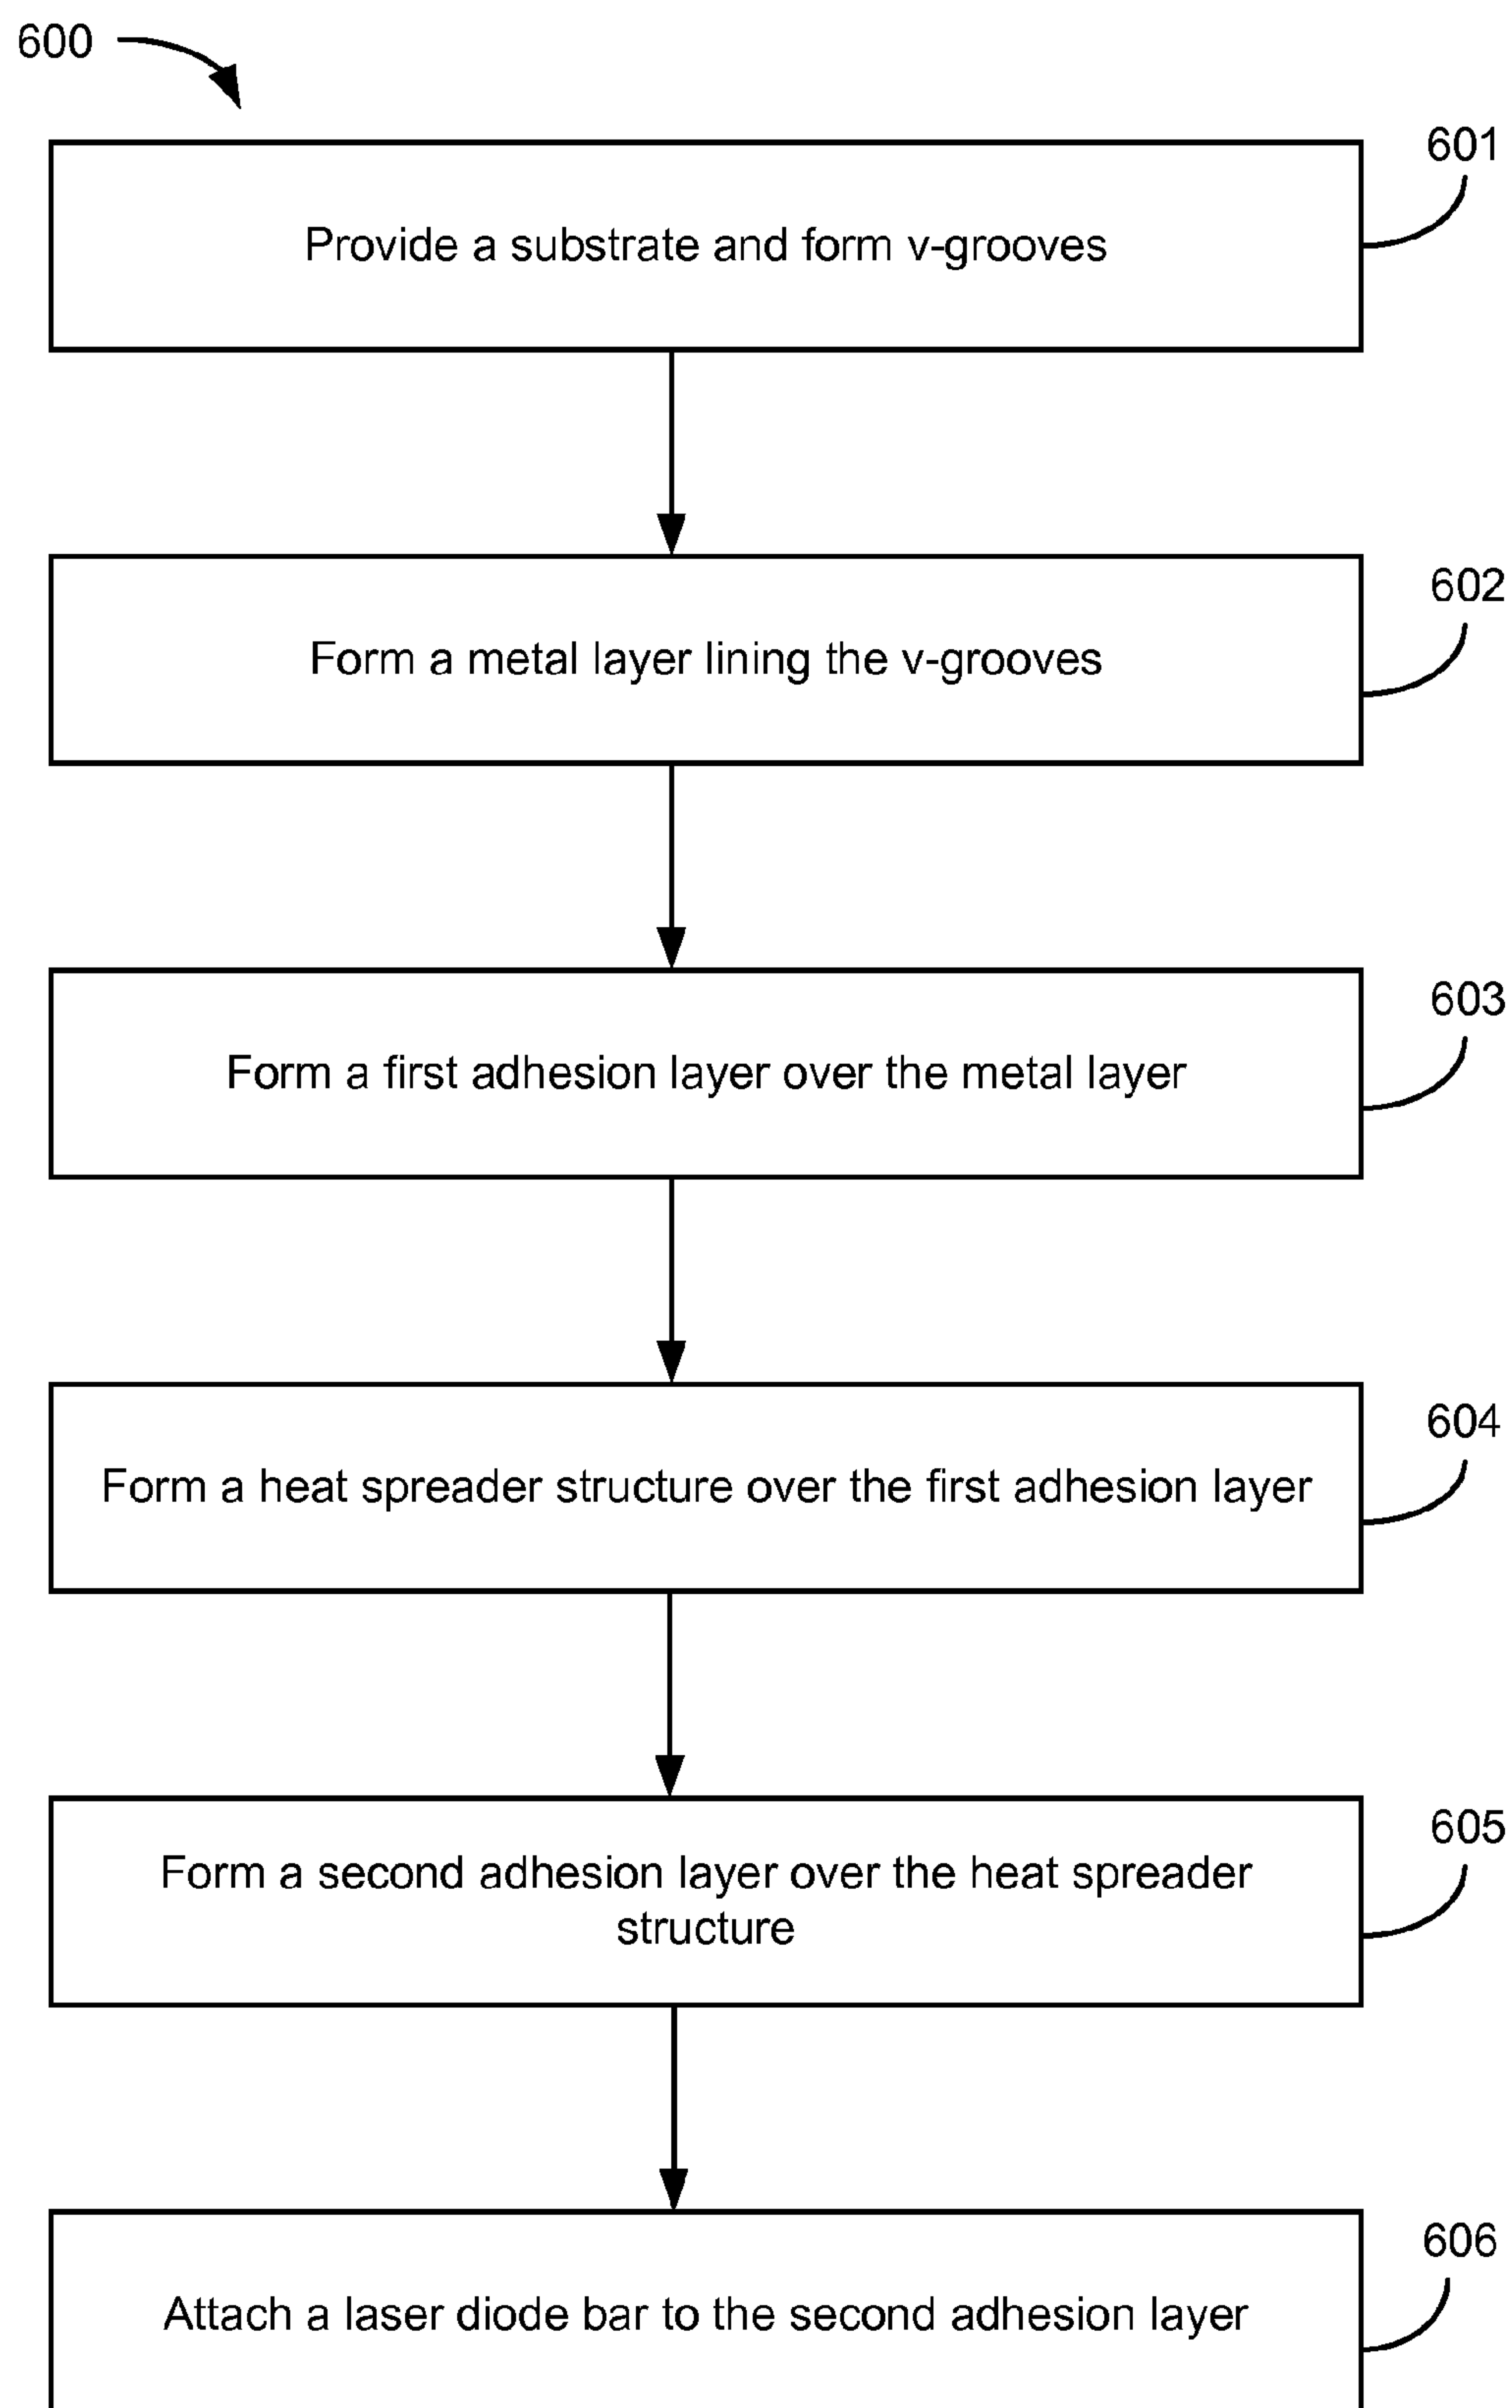 600
601
Provide a substrate and form v-grooves
602
Form a metal layer lining the v-grooves
603
Form a first adhesion layer over the metal layer
604
Form a heat spreader structure over the first adhesion layer
605
Form a second adhesion layer over the heat spreader
structure
606
Attach a laser diode bar to the second adhesion layer